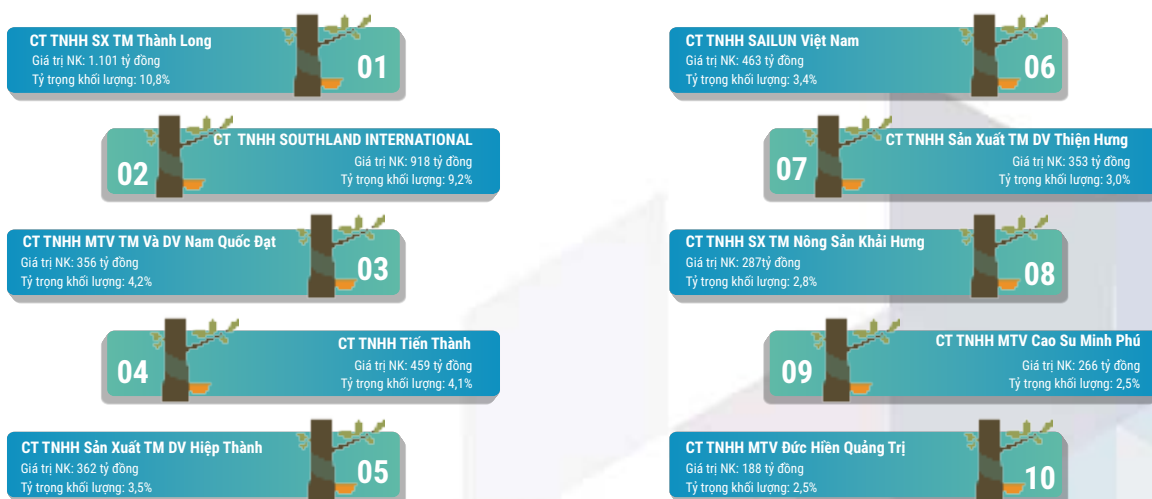 CT TNHH SX TM Thành Long
Giá trị NK: 1.101 tỷ đồng
Tỷ trọng khối lượng: 10,8%
01
CT TNHH SOUTHLAND INTERNATIONAL
Giá trị NK: 918 tỷ đồng
Tỷ trọng khối lượng: 9,2%
02
CT TNHH MTV TM Và DV Nam Quốc Đạt
Giá trị NK: 356 tỷ đồng
Tỷ trọng khối lượng: 4,2%
03
CT TNHH Tiến Thành
Giá trị NK: 459 tỷ đồng
Tỷ trọng khối lượng: 4,1%
04
CT TNHH Sản Xuất TM DV Hiệp Thành
Giá trị NK: 362 tỷ đồng
Tỷ trọng khối lượng: 3,5%
05
CT TNHH SAILUN Việt Nam
Giá trị NK: 463 tỷ đồng
Tỷ trọng khối lượng: 3,4%
06
CT TNHH Sản Xuất TM DV Thiện Hưng
Giá trị NK: 353 tỷ đồng
Tỷ trọng khối lượng: 3,0%
07
CT TNHH SX TM Nông Sản Khải Hưng
Giá trị NK: 287tỷ đồng
Tỷ trọng khối lượng: 2,8%
08
CT TNHH MTV Cao Su Minh Phú
Giá trị NK: 266 tỷ đồng
Tỷ trọng khối lượng: 2,5%
09
CT TNHH MTV Đức Hiền Quảng Trị
Giá trị NK: 188 tỷ đồng
Tỷ trọng khối lượng: 2,5%
10